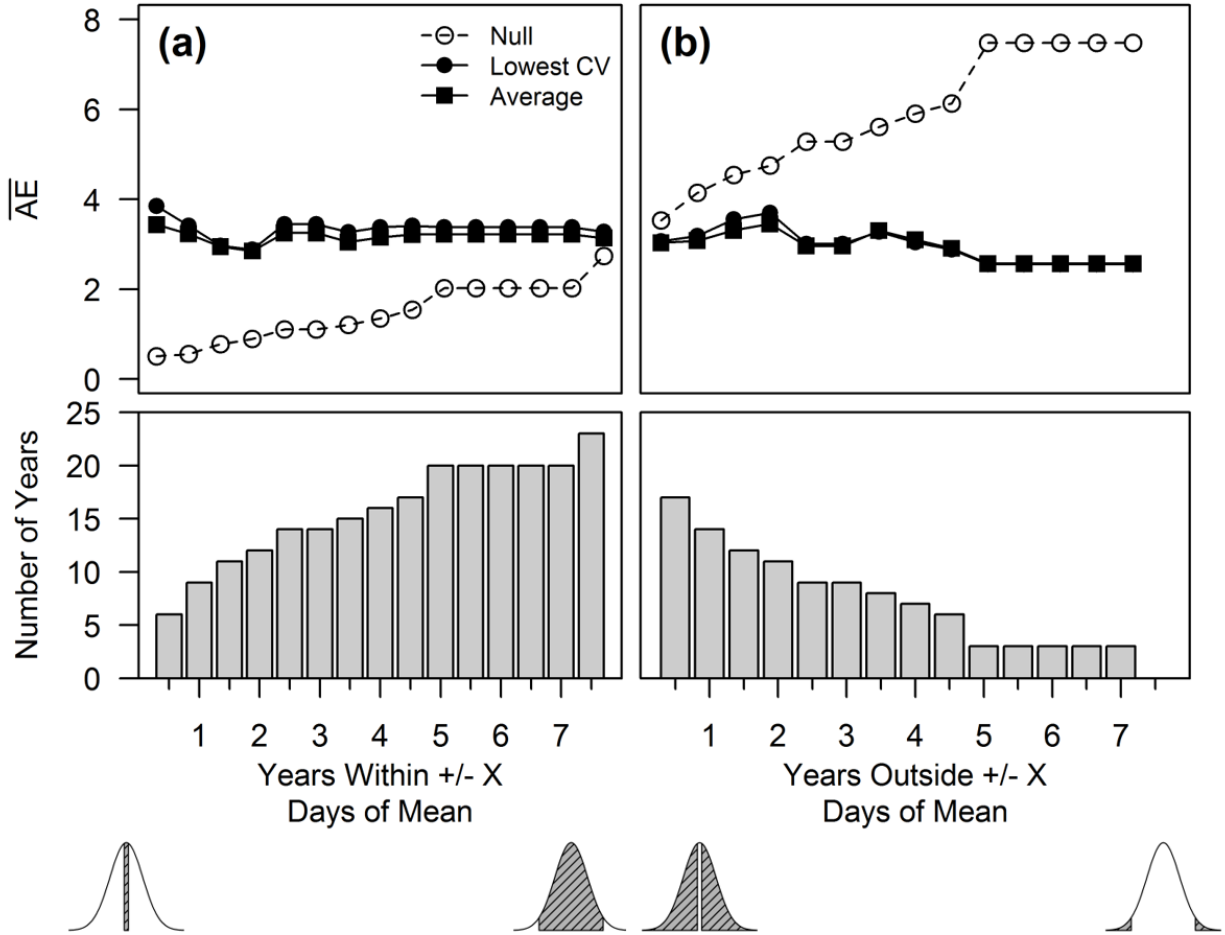 8
6
4
2
0
AE
(a)
Null
Lowest CV
Average
(b)
25
20
15
10
5
0
Number of Years
1 2 3 4 5 6 7
Years Within +/- X
Days of Mean
1 2 3 4 5 6 7
Years Outside +/- X
Days of Mean